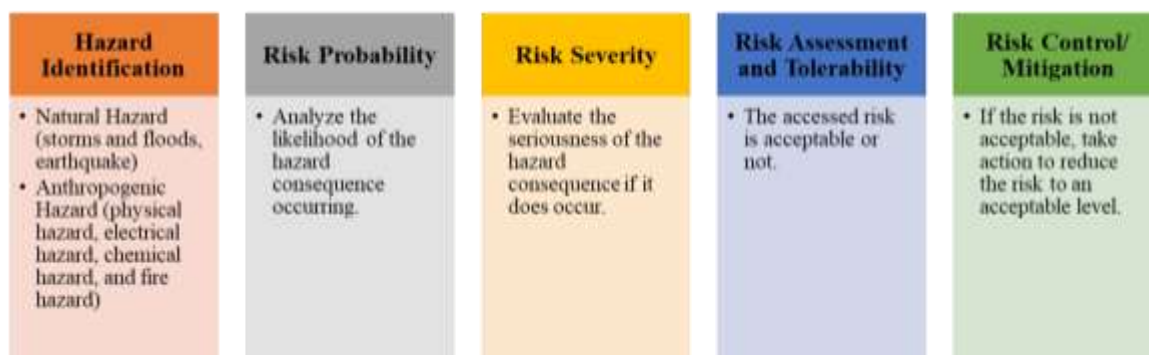 Hazard
Identification
• Natural Hazard
(storms and floods,
earthquake)
• Anthropogenic
Hazard (physical
hazard, electrical
hazard, chemical
hazard, and fire
hazard)
Risk Probability
• Analyze the
likelihood of the
hazard
consequence
occurring.
Risk Severity
• Evaluate the
seriousness of the
hazard
consequence if it
does occur.
Risk Assessment
and Tolerability
• The accessed risk
is acceptable or
not.
Risk Control/
Mitigation
• If the risk is not
acceptable, take
action to reduce
the risk to an
acceptable level.